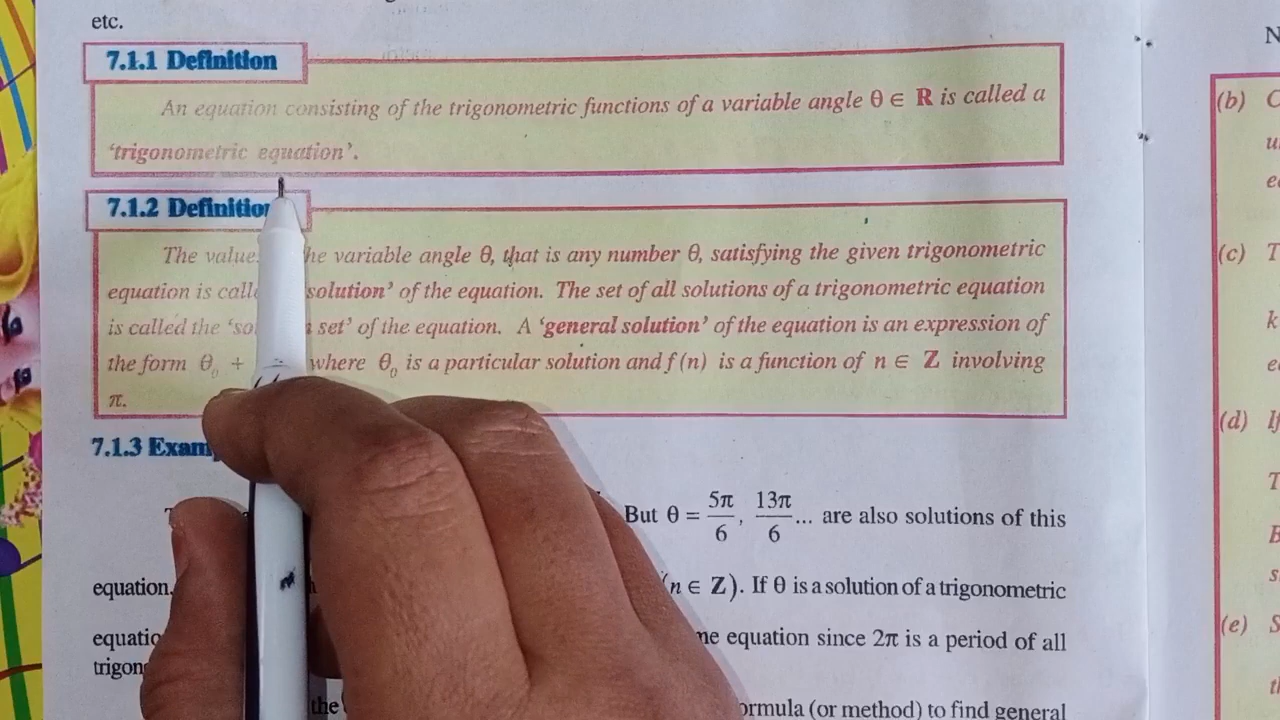 etc.
7.1.1 Definition
An equation consisting of the trigonometric functions of a variable angle θ ∈ R is called a
‘trigonometric equation’.
7.1.2 Definition
The value he variable angle θ, that is any number θ, satisfying the given trigonometric
equation is call solution’ of the equation. The set of all solutions of a trigonometric equation
is called the ‘so set’ of the equation. A ‘general solution’ of the equation is an expression of
the form θ₀ + where θ₀ is a particular solution and f (n) is a function of n ∈ Z involving
π.
7.1.3 Exam
But θ = 5π/6, 13π/6 ... are also solutions of this
equation, (n ∈ Z). If θ is a solution of a trigonometric
equatio ne equation since 2π is a period of all
trigon
the ormula (or method) to find general
N
(b) C
u
e
(c) T
k
e
(d) I
T
B
s
(e) S
t